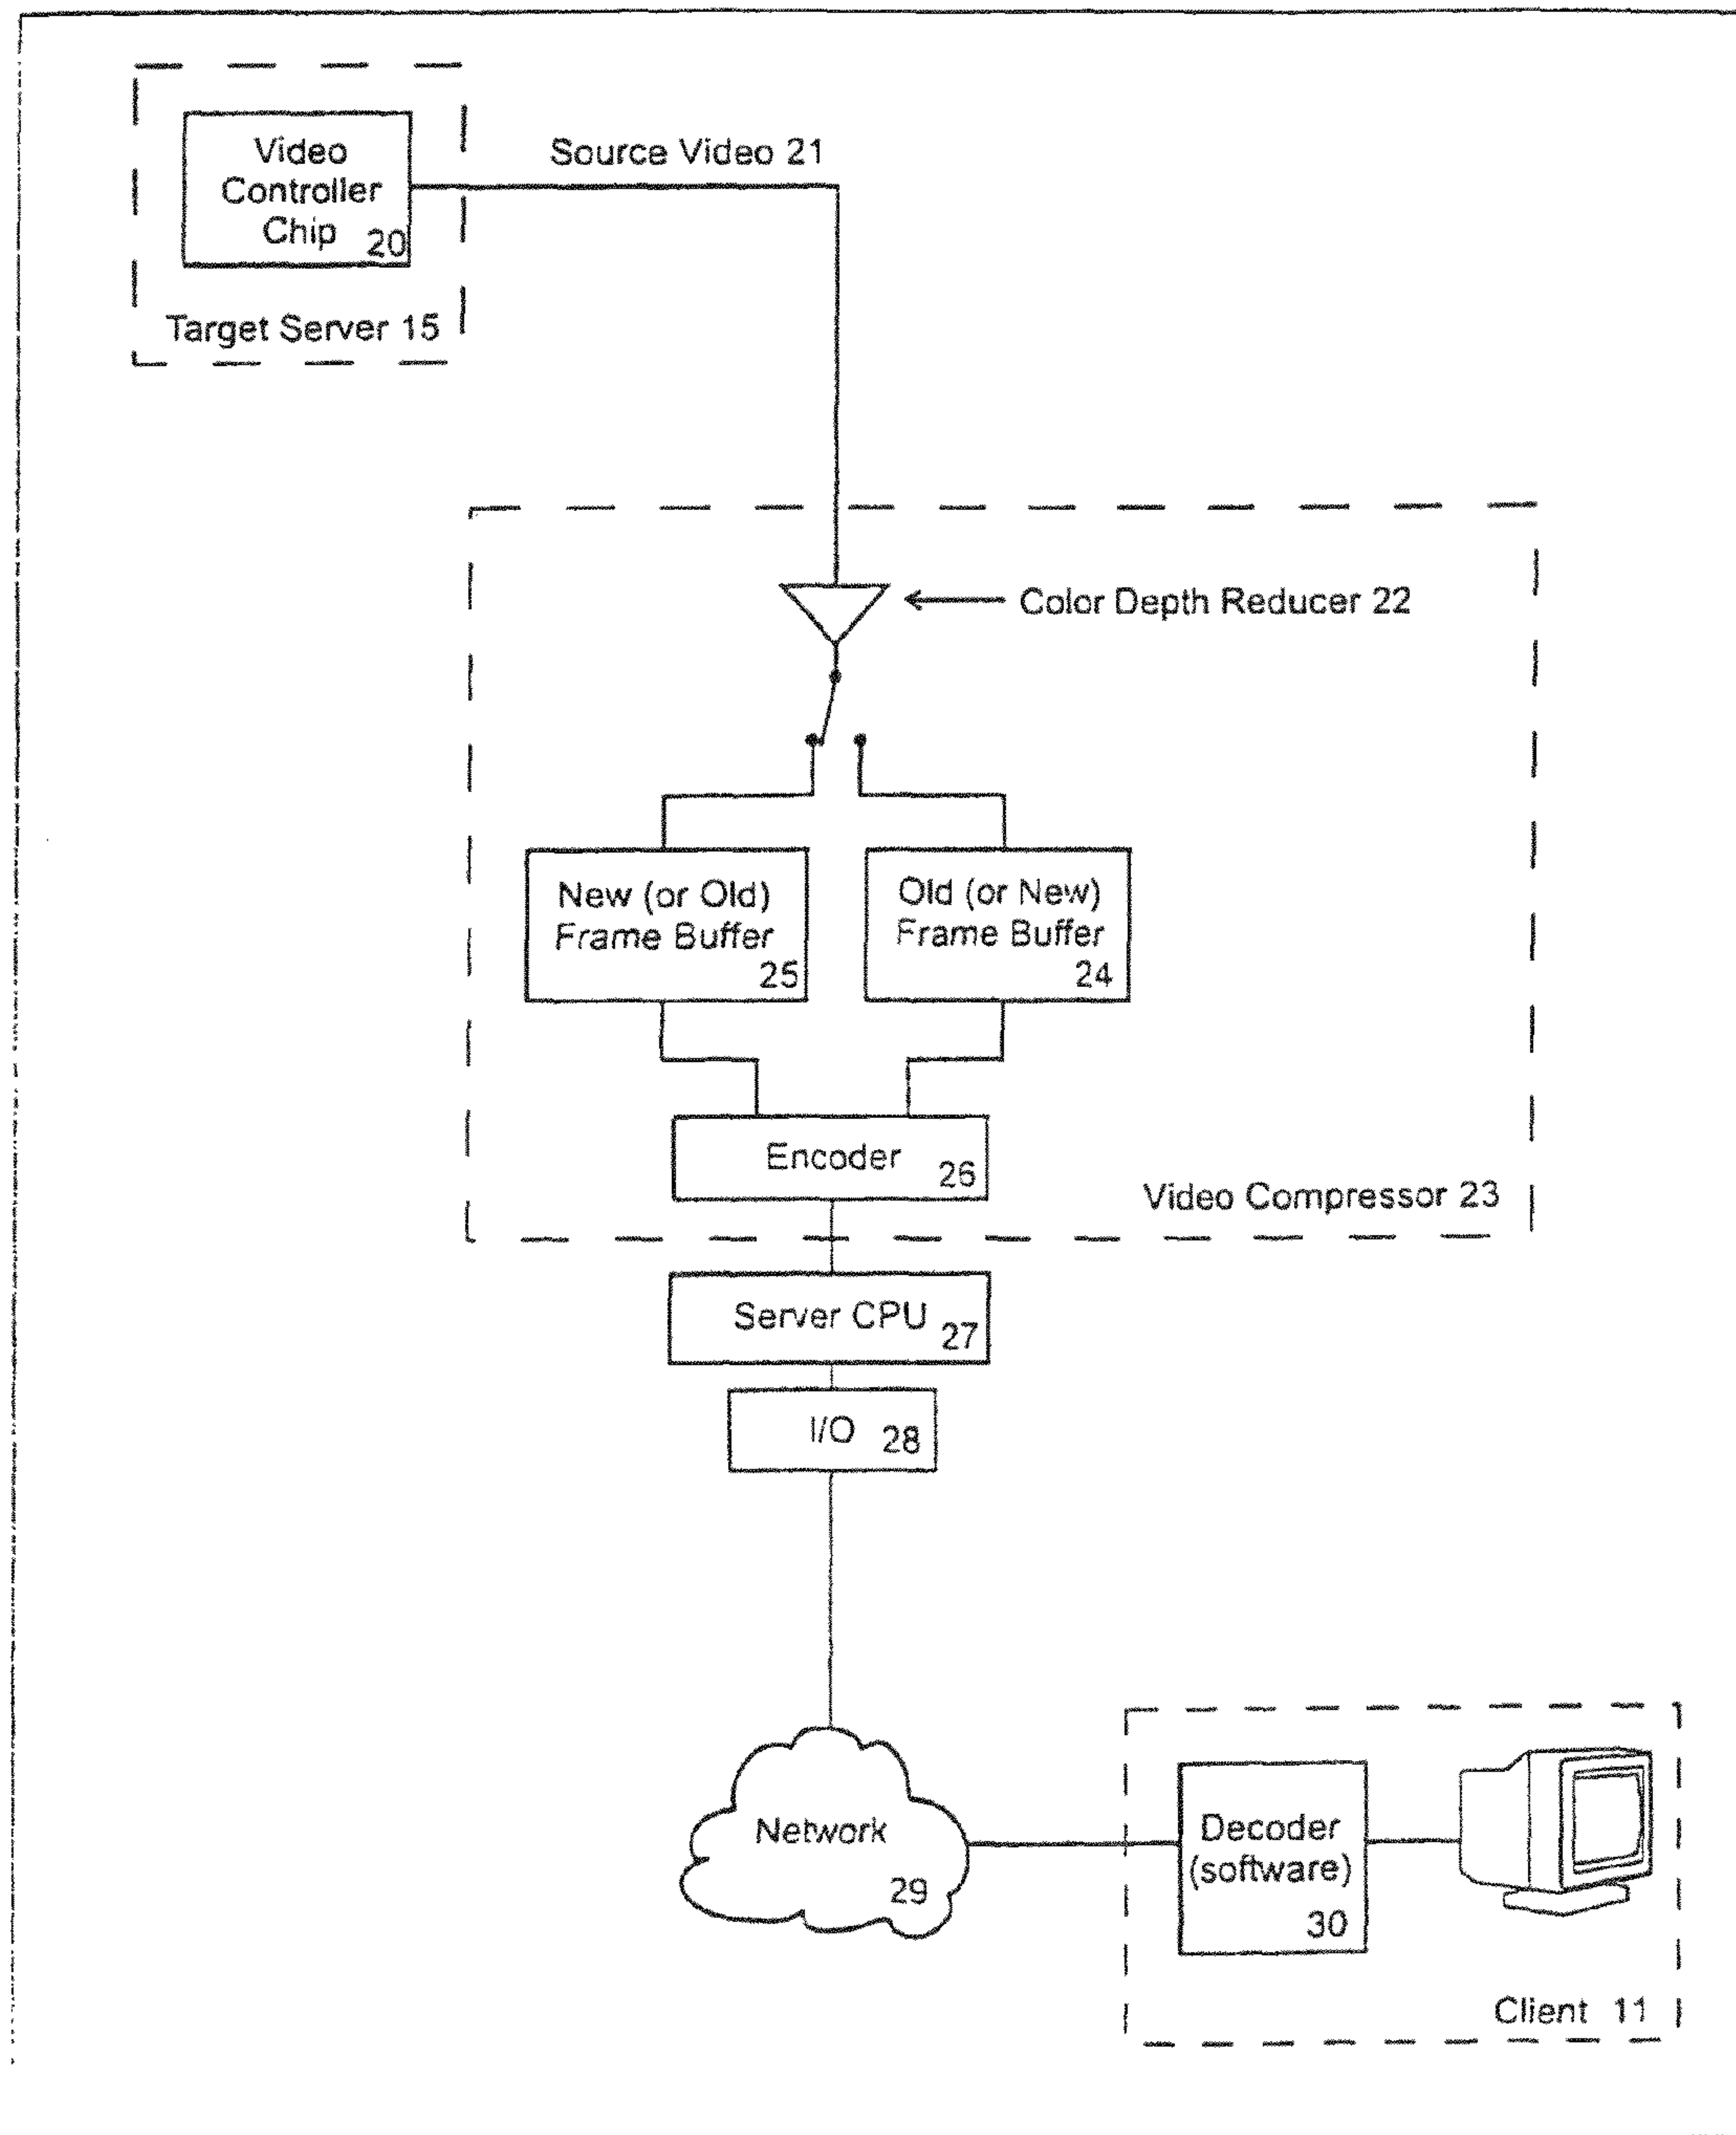 Video
Controller
Chip 20
Target Server 15
Source Video 21
Color Depth Reducer 22
New (or Old)
Frame Buffer
25
Old (or New)
Frame Buffer
24
Encoder 26
Video Compressor 23
Server CPU 27
I/O 28
Network
29
Decoder
(software)
30
Client 11